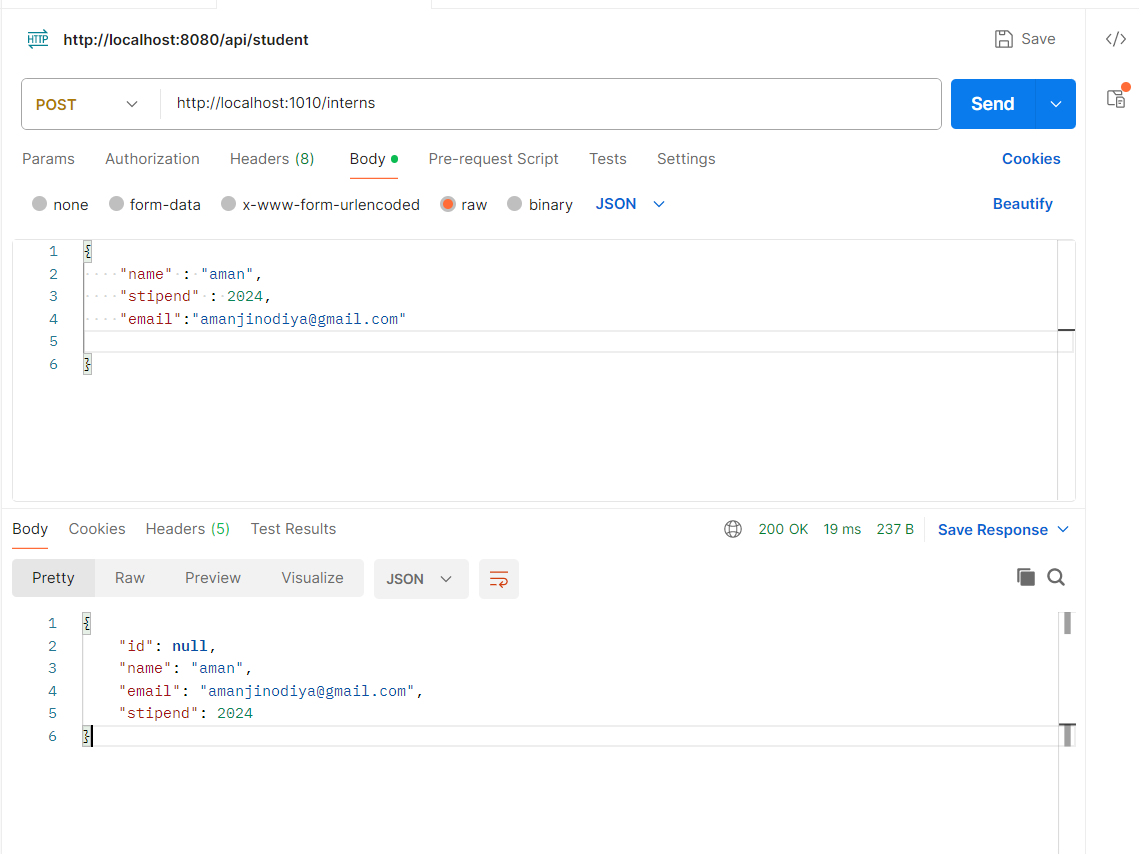 HTTP http://localhost:8080/api/student Save </>
POST http://localhost:1010/interns Send
Params Authorization Headers (8) Body Pre-request Script Tests Settings Cookies
none form-data x-www-form-urlencoded raw binary JSON Beautify
1 {
2 "name" : "aman",
3 "stipend" : 2024,
4 "email":"amanjinodiya@gmail.com"
5
6 }
Body Cookies Headers (5) Test Results 200 OK 19 ms 237 B Save Response
Pretty Raw Preview Visualize JSON
1 {
2 "id": null,
3 "name": "aman",
4 "email": "amanjinodiya@gmail.com",
5 "stipend": 2024
6 }